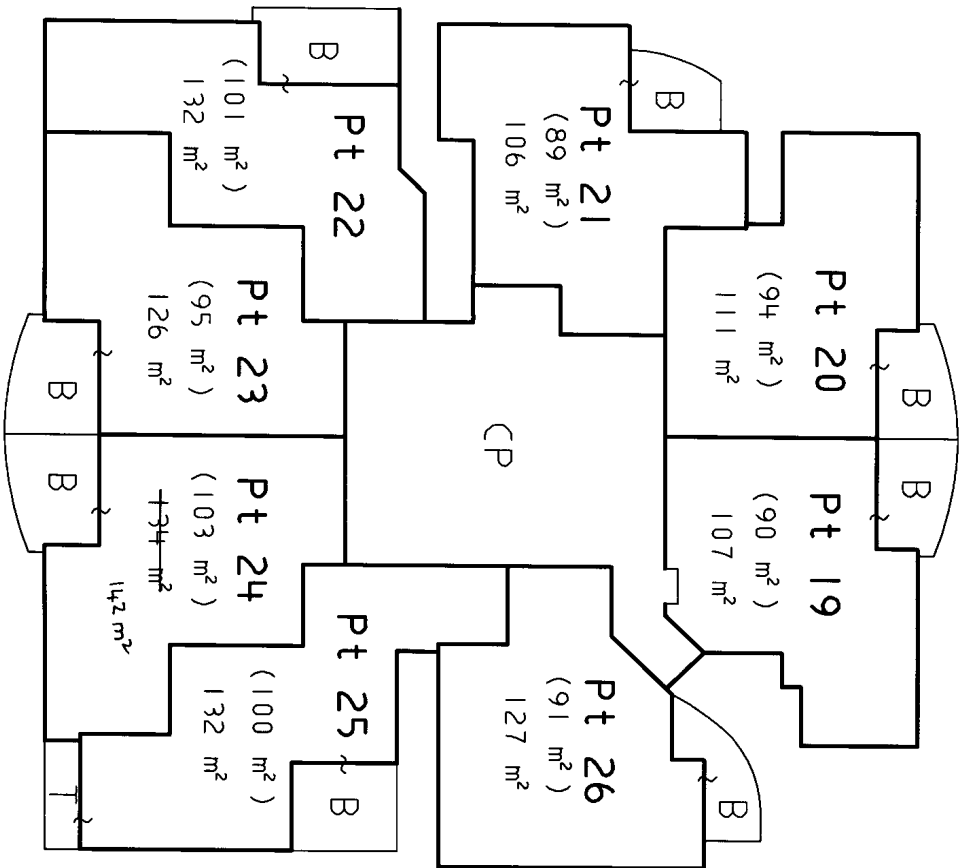 B
Pt 22
(101 m²)
132 m²
Pt 21
(89 m²)
106 m²
B
Pt 20
(94 m²)
111 m²
B
Pt 23
(95 m²)
126 m²
B
CP
Pt 19
(90 m²)
107 m²
B
Pt 24
(103 m²)
134 m²
142 m²
B
Pt 25
(100 m²)
132 m²
B
T
Pt 26
(91 m²)
127 m²
B